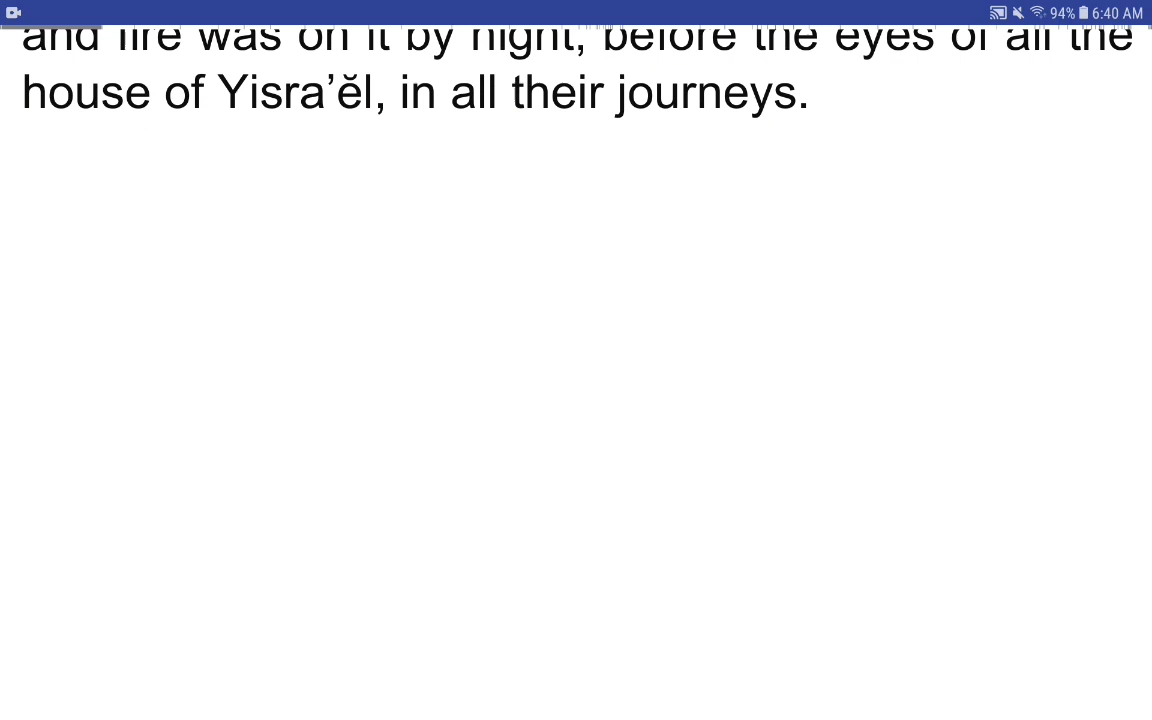 94% 6:40 AM
and fire was on it by night, before the eyes of all the
house of Yisra’ĕl, in all their journeys.